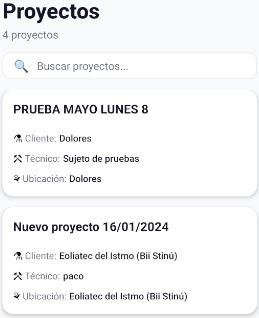 Proyectos
4 proyectos
🔍 Buscar proyectos...
PRUEBA MAYO LUNES 8
Cliente: Dolores
Técnico: Sujeto de pruebas
Ubicación: Dolores
Nuevo proyecto 16/01/2024
Cliente: Eoliatec del Istmo (Bii Stinú)
Técnico: paco
Ubicación: Eoliatec del Istmo (Bii Stinú)